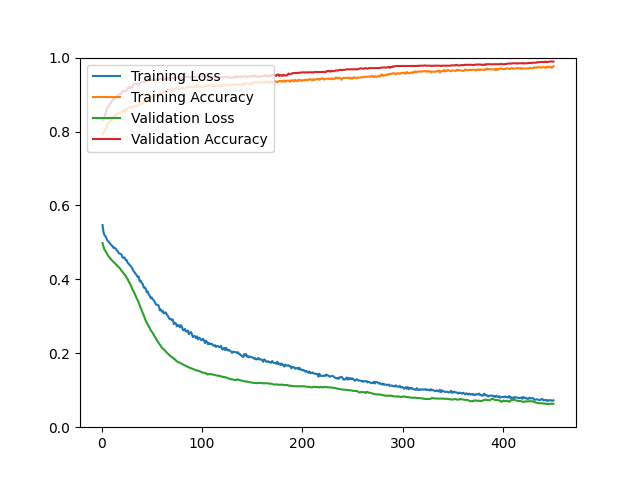 1.0
0.8
0.6
0.4
0.2
0.0
Training Loss
Training Accuracy
Validation Loss
Validation Accuracy
0 100 200 300 400